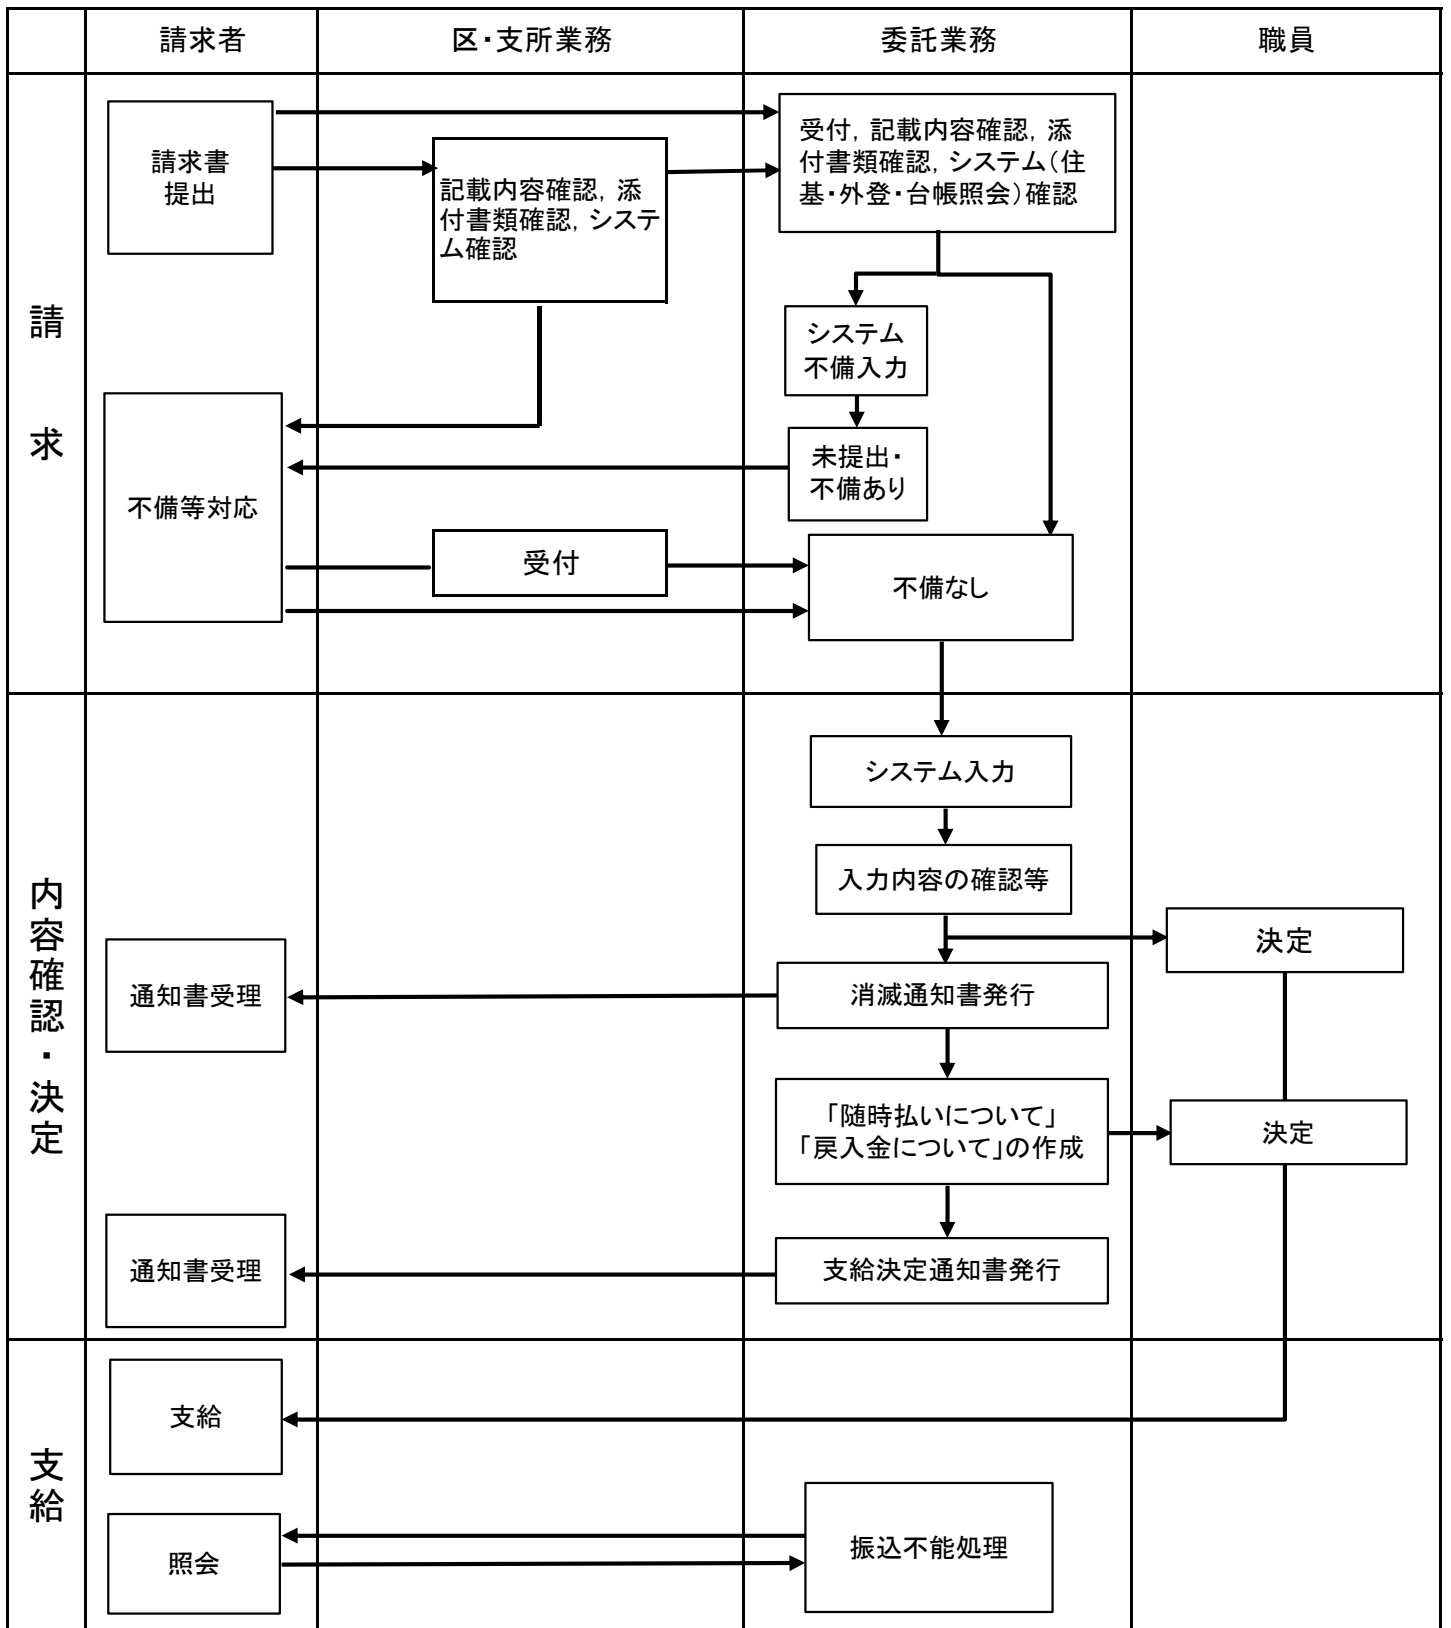 請求者
区・支所業務
委託業務
職員
請
求
請求書
提出
記載内容確認，添
付書類確認，システ
ム確認
受付，記載内容確認，添
付書類確認，システム（住
基・外登・台帳照会）確認
システム
不備入力
未提出・
不備あり
不備等対応
受付
不備なし
内容確認・決定
システム入力
入力内容の確認等
決定
通知書受理
消滅通知書発行
「随時払いについて」
「戻入金について」の作成
決定
通知書受理
支給決定通知書発行
支給
支給
照会
振込不能処理